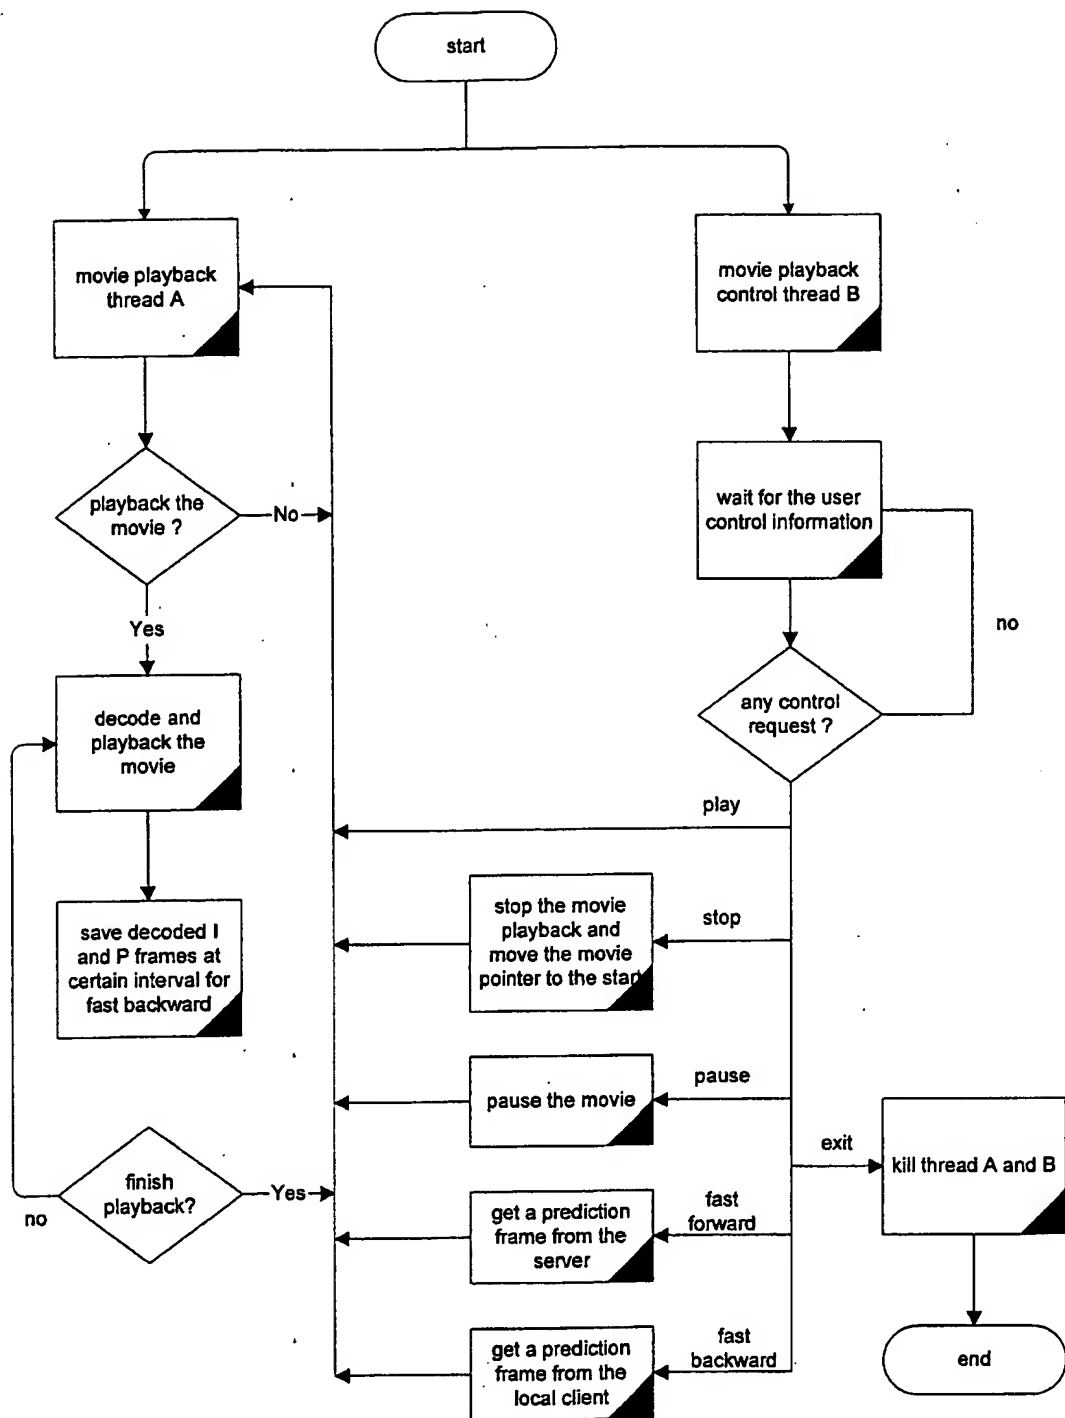 start
movie playback
thread A
movie playback
control thread B
playback the
movie ?
No
wait for the user
control information
Yes
no
any control
request ?
decode and
playback the
movie
play
save decoded I
and P frames at
certain interval for
fast backward
stop the movie
playback and
move the movie
pointer to the start
stop
pause the movie
pause
exit
kill thread A and B
finish
playback?
Yes
no
get a prediction
frame from the
server
fast
forward
get a prediction
frame from the
local client
fast
backward
end